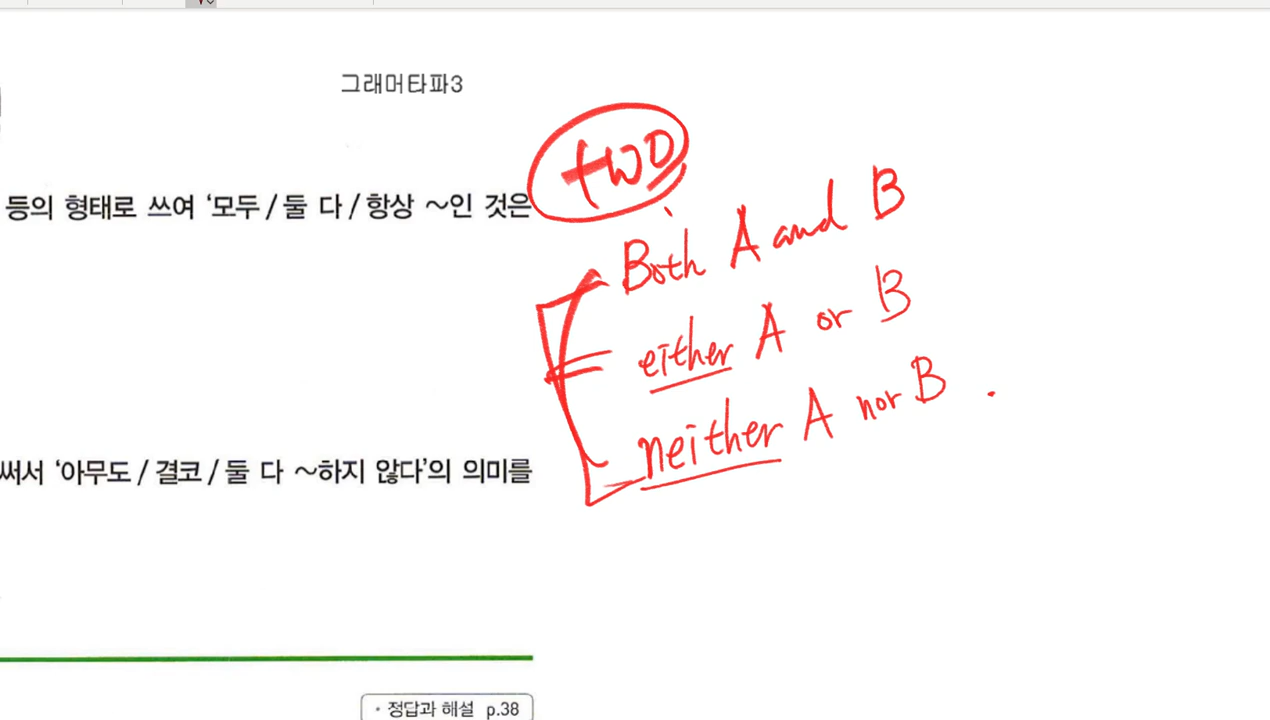 그래머타파3
two
등의 형태로 쓰여 ‘모두 / 둘 다 / 항상 ~인 것은
Both A and B
either A or B
neither A nor B .
써서 ‘아무도 / 결코 / 둘 다 ~하지 않다’의 의미를
• 정답과 해설 p.38